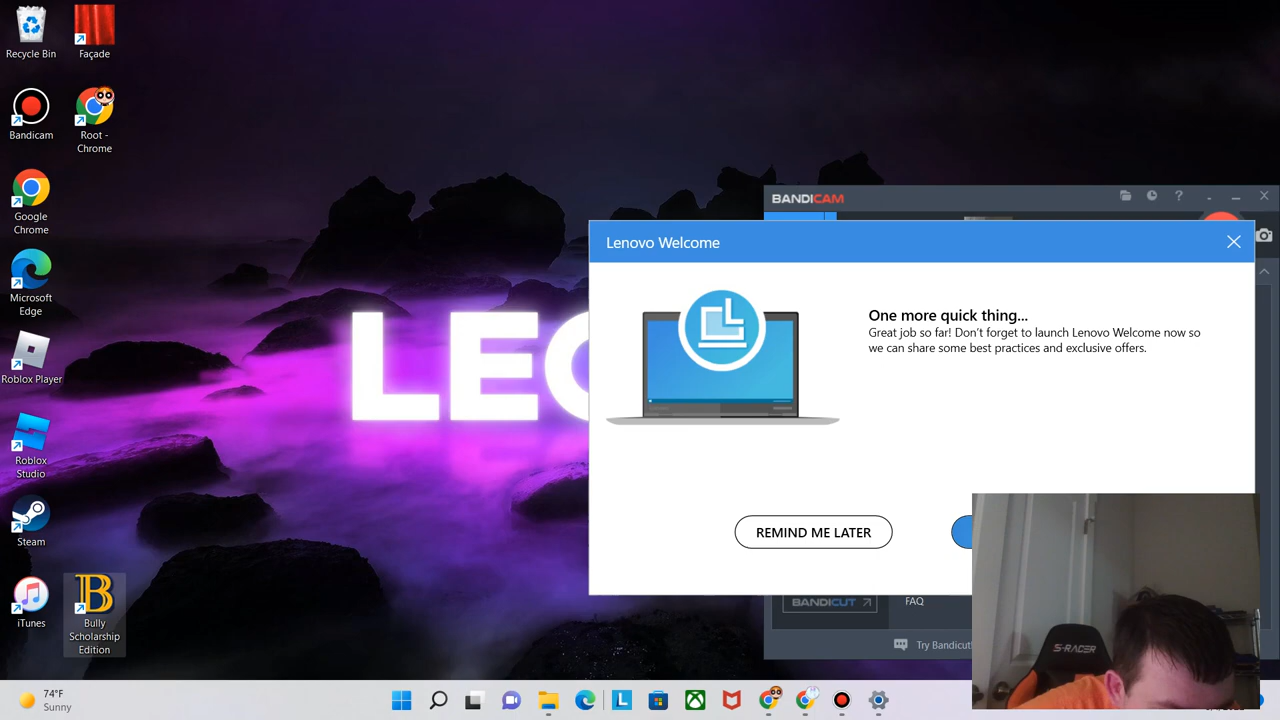 Recycle Bin
Façade
Bandicam
Root -
Chrome
Google
Chrome
Microsoft
Edge
Roblox Player
Roblox
Studio
Steam
iTunes
Bully
Scholarship
Edition
LEG
BANDICAM
Lenovo Welcome
One more quick thing...
Great job so far! Don't forget to launch Lenovo Welcome now so
we can share some best practices and exclusive offers.
REMIND ME LATER
BANDICUT
FAQ
Try Bandicut
S-RACER
74°F
Sunny